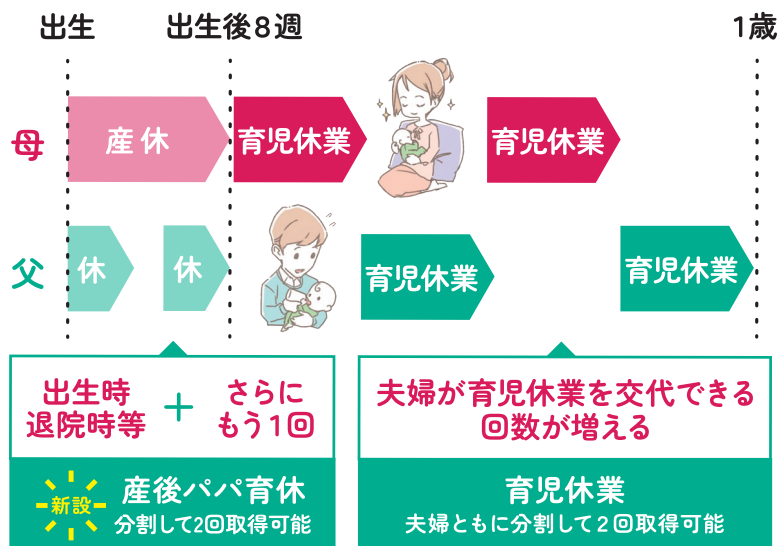 出生
出生後8週
1歳
母
産休
育児休業
育児休業
父
休
休
育児休業
育児休業
出生時
退院時等
+
さらに
もう1回
夫婦が育児休業を交代できる
回数が増える
新設
産後パパ育休
分割して2回取得可能
育児休業
夫婦ともに分割して2回取得可能